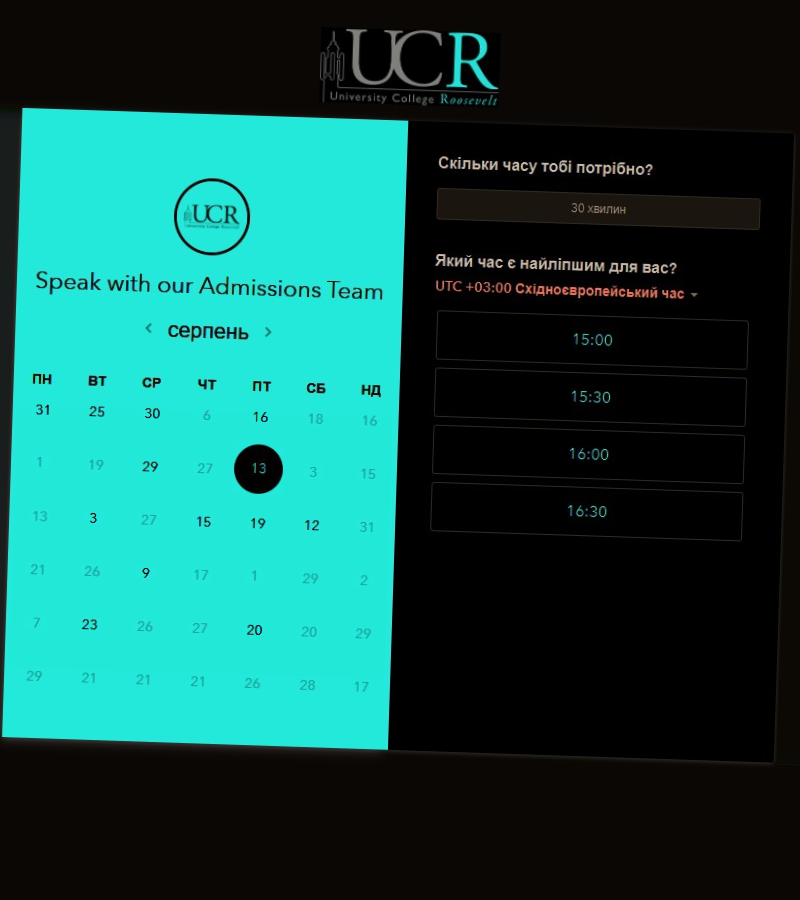 UCR
University College Roosevelt
UCR
University College Roosevelt
Speak with our Admissions Team
серпень
ПН ВТ СР ЧТ ПТ СБ НД
31 25 30 6 16 18 16
1 19 29 27 13 3 15
13 3 27 15 19 12 31
21 26 9 17 1 29 2
7 23 26 27 20 20 29
29 21 21 21 26 28 17
Скільки часу тобі потрібно?
30 хвилин
Який час є найліпшим для вас?
UTC +03:00 Східноєвропейський час
15:00
15:30
16:00
16:30